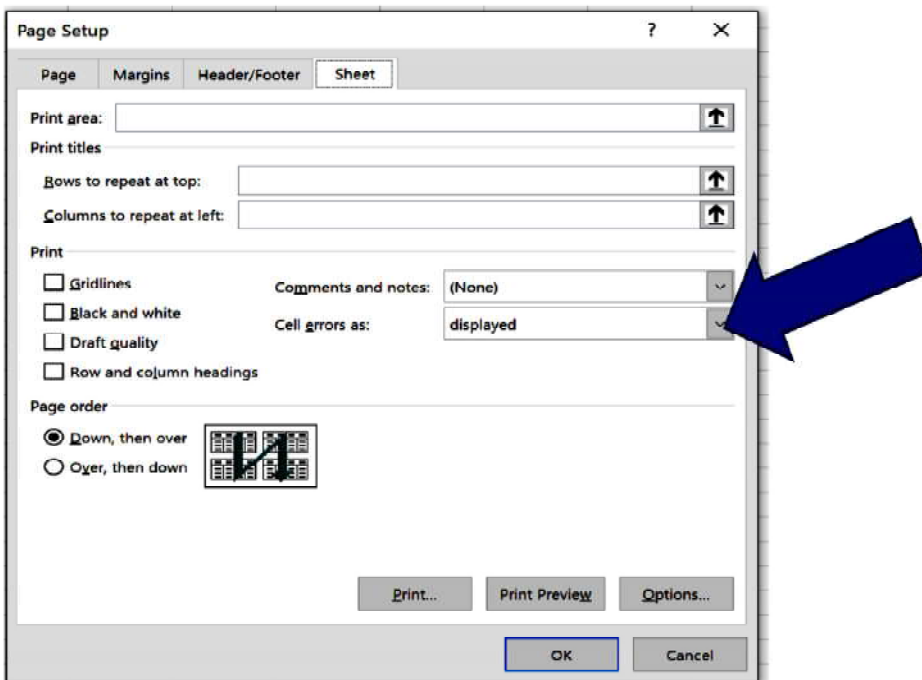 Page Setup ? ×
Page Margins Header/Footer Sheet
Print area:
Print titles
Rows to repeat at top:
Columns to repeat at left:
Print
Gridlines
Comments and notes: (None)
Black and white
Cell errors as: displayed
Draft quality
Row and column headings
Page order
Down, then over
Over, then down
Print... Print Preview Options...
OK Cancel